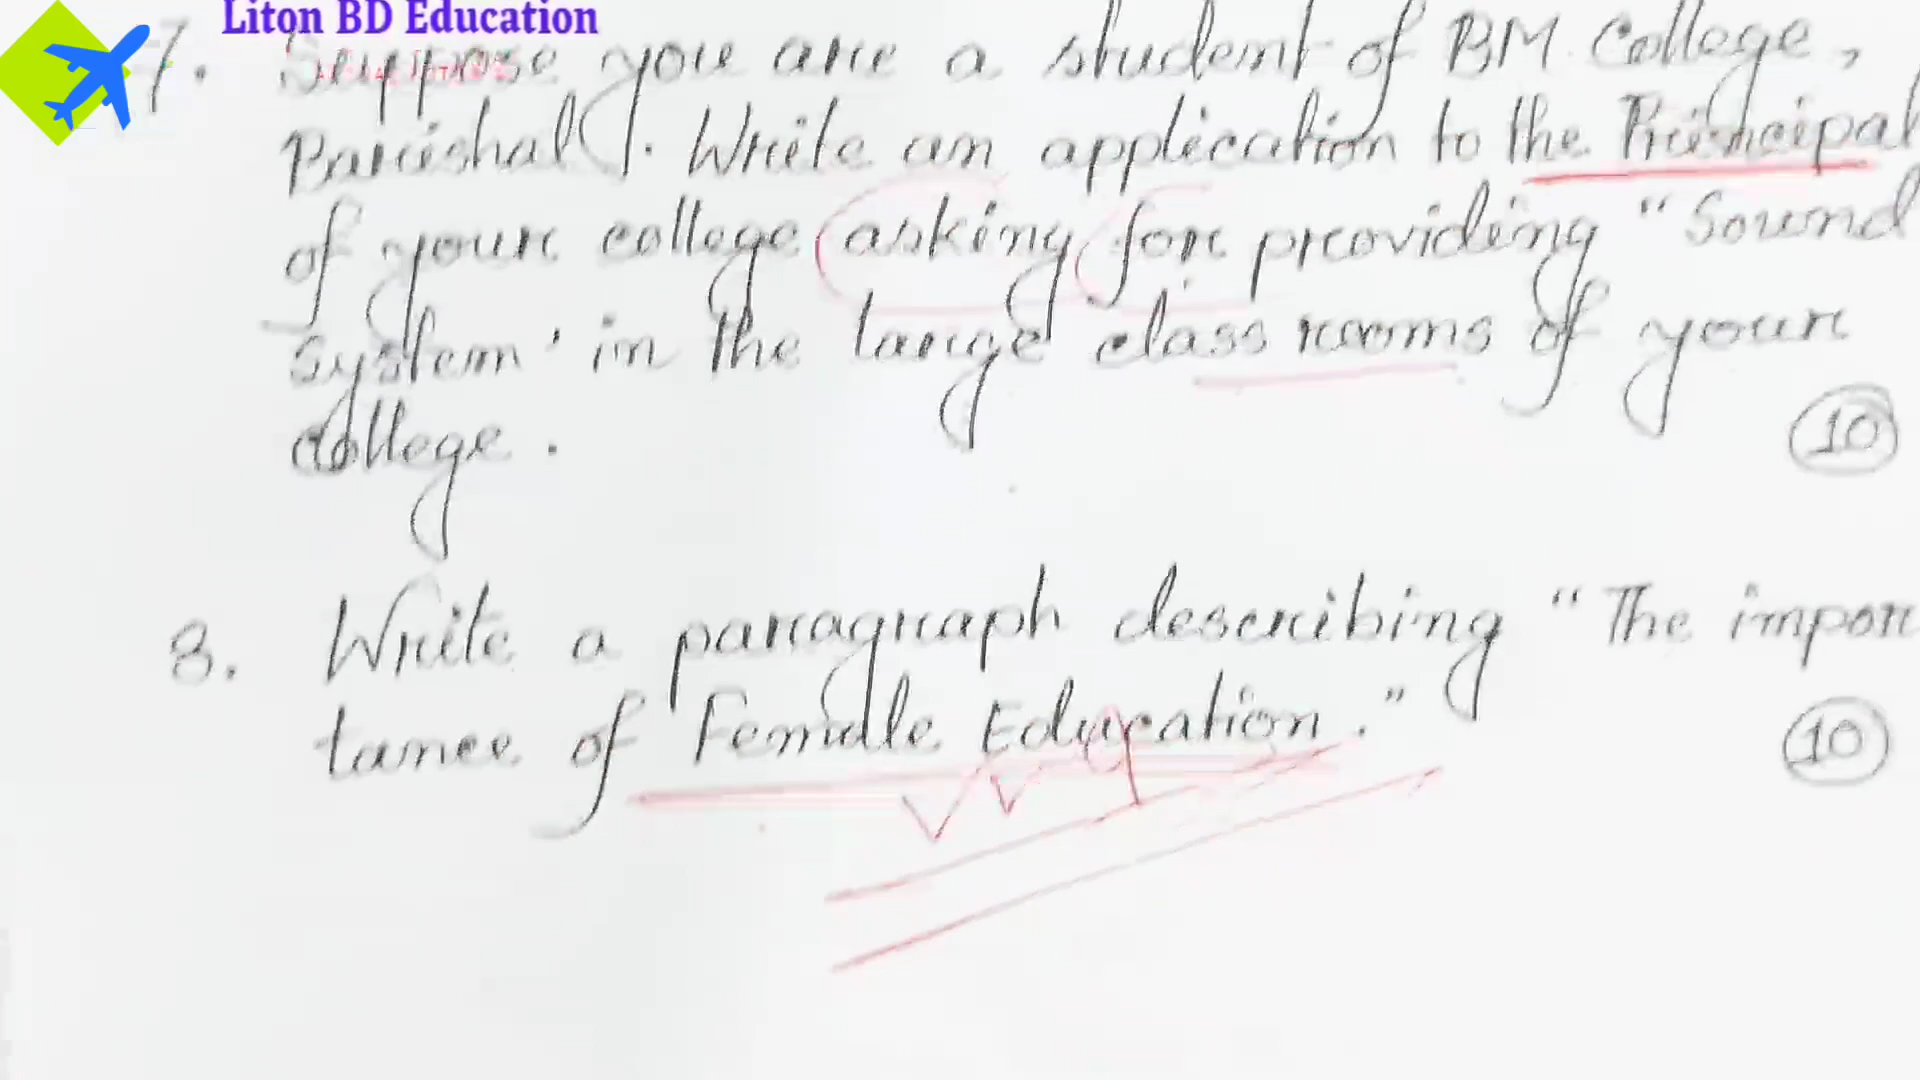 Liton BD Education
7. Suppose you are a student of BM College,
Barishal. Write an application to the Principal
of your college asking for providing "Sound
System' in the large class rooms of your
college.
10
8. Write a paragraph describing "The impor
tance of Female Education."
10